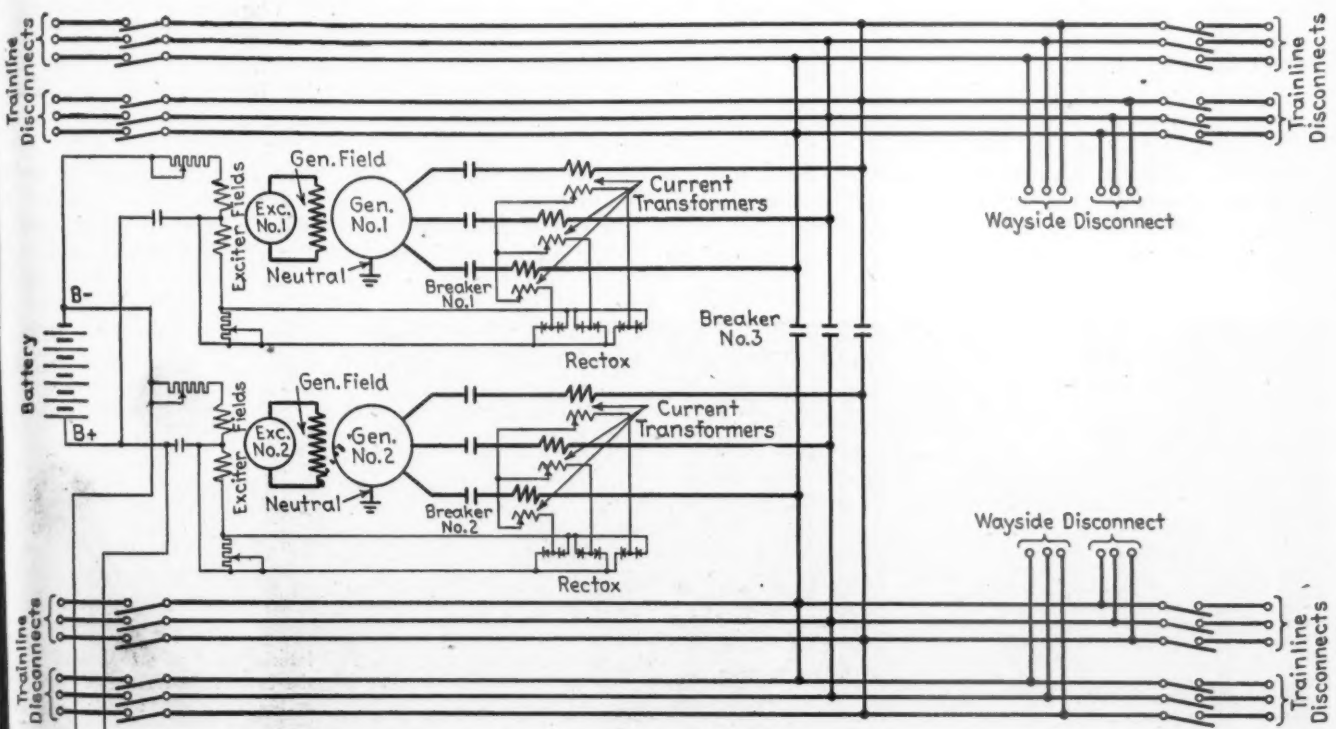 Trainline
Disconnects
Trainline
Disconnects
Gen. Field
Exciter Fields
Exc.
No.1
Gen.
No.1
Neutral
Current
Transformers
Breaker
No.1
Rectox
Wayside Disconnect
B-
Battery
B+
Breaker
No.3
Gen. Field
Exciter Fields
Exc.
No.2
Gen.
No.2
Neutral
Current
Transformers
Breaker
No.2
Rectox
Wayside Disconnect
Trainline
Disconnects
Trainline
Disconnects
Trainline
Disconnects